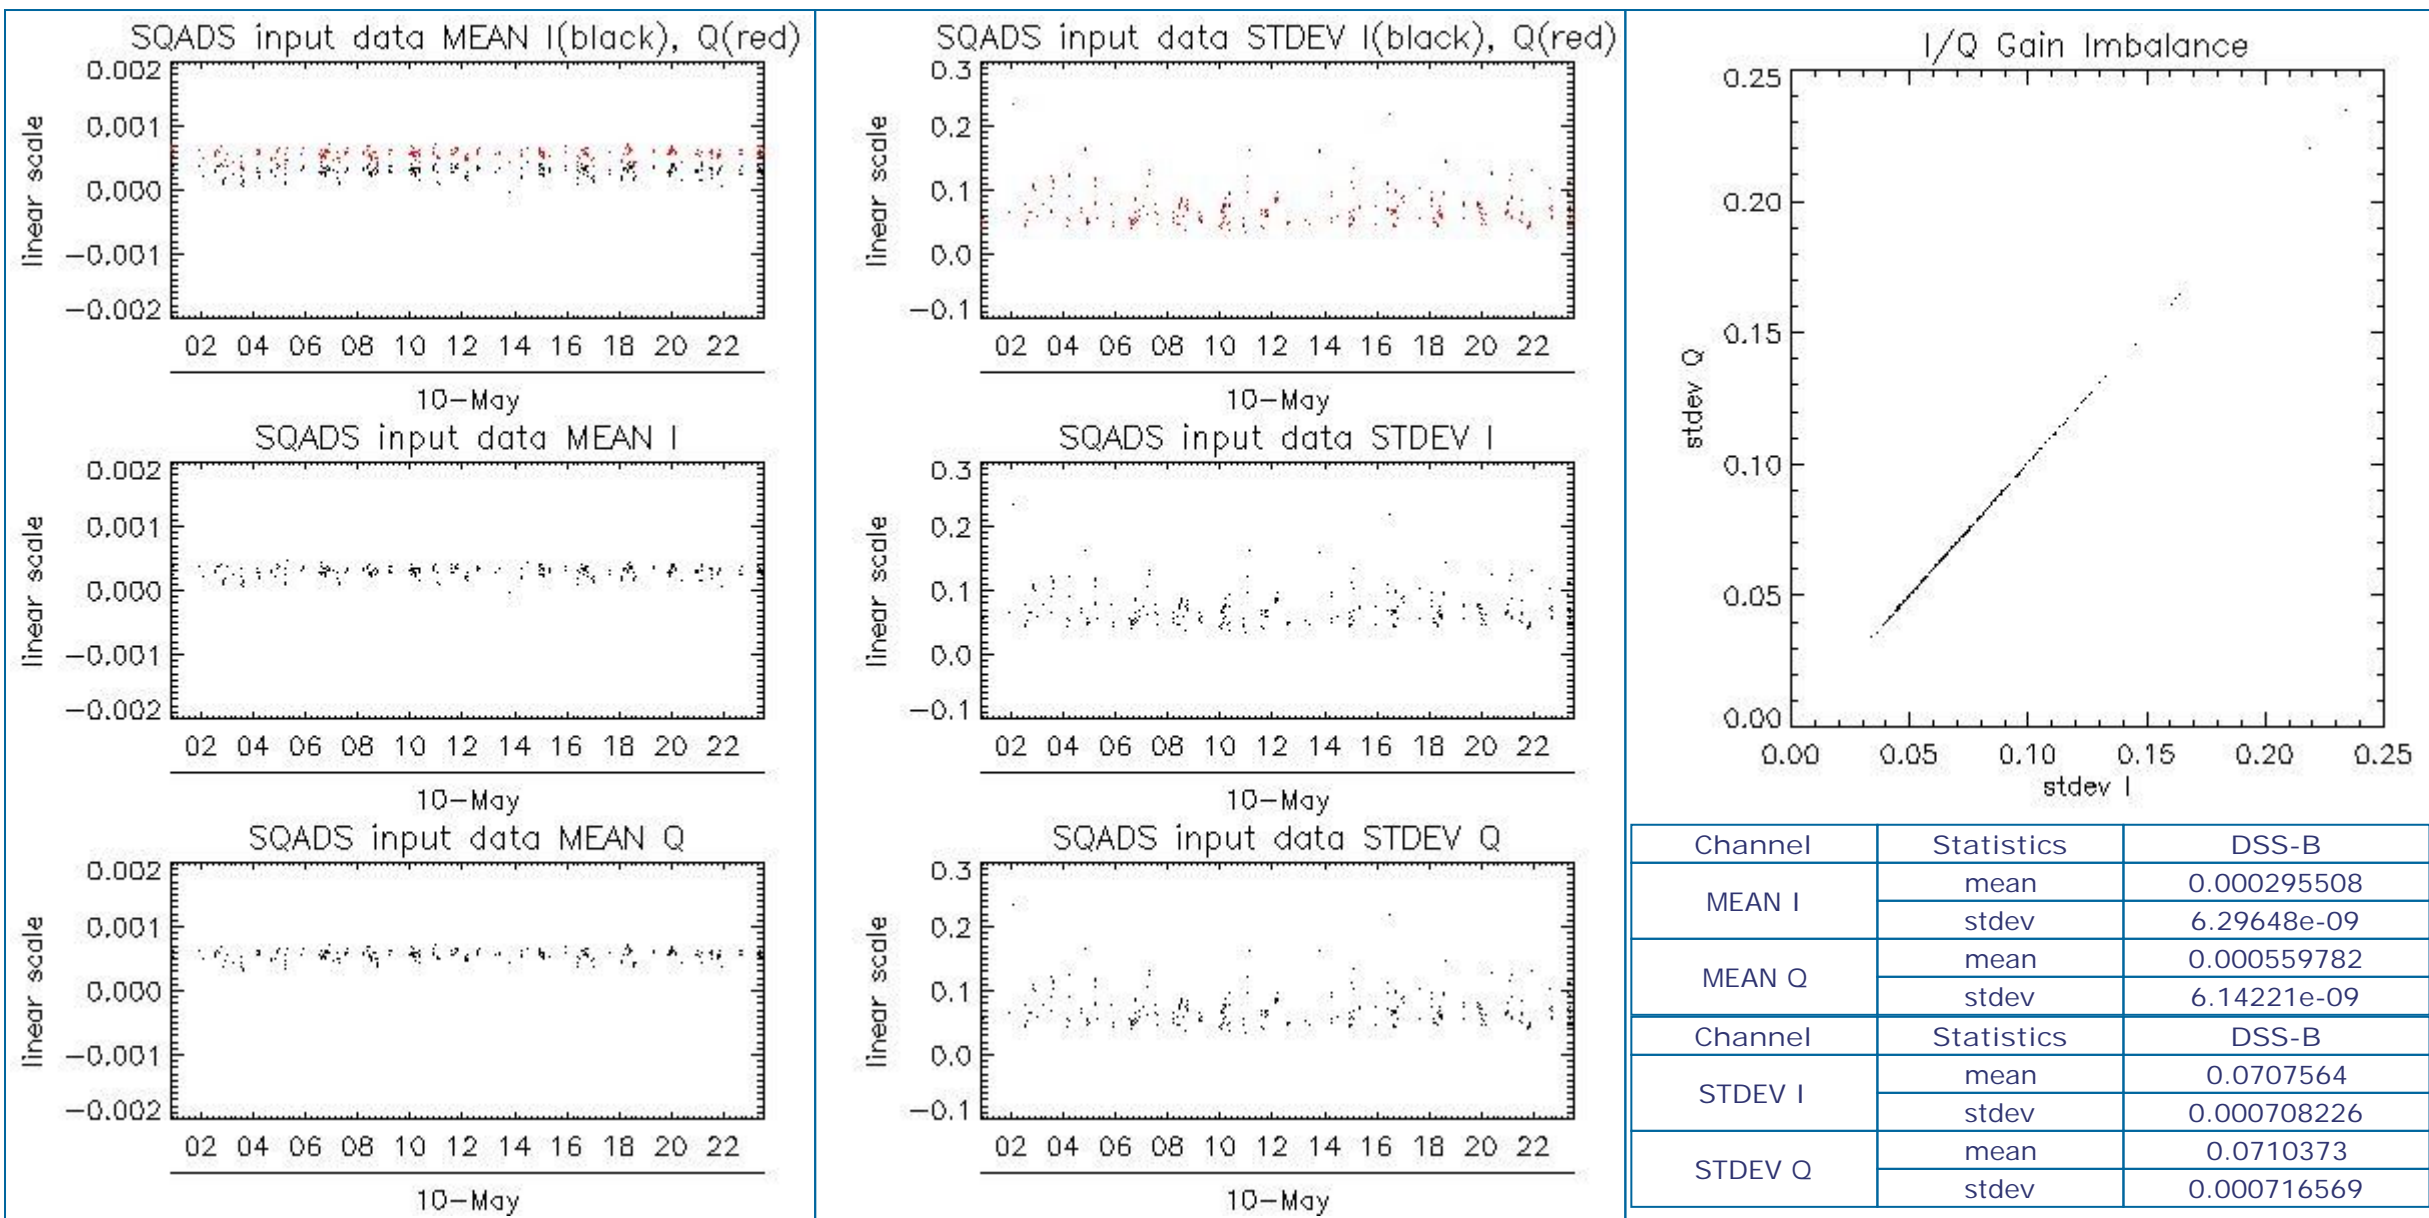 SQADS input data MEAN I(black), Q(red)
0.002
0.001
0.000
−0.001
−0.002
linear scale
02 04 06 08 10 12 14 16 18 20 22
10−May
SQADS input data MEAN I
0.002
0.001
0.000
−0.001
−0.002
linear scale
02 04 06 08 10 12 14 16 18 20 22
10−May
SQADS input data MEAN Q
0.002
0.001
0.000
−0.001
−0.002
linear scale
02 04 06 08 10 12 14 16 18 20 22
10−May
SQADS input data STDEV I(black), Q(red)
0.3
0.2
0.1
0.0
−0.1
linear scale
02 04 06 08 10 12 14 16 18 20 22
10−May
SQADS input data STDEV I
0.3
0.2
0.1
0.0
−0.1
linear scale
02 04 06 08 10 12 14 16 18 20 22
10−May
SQADS input data STDEV Q
0.3
0.2
0.1
0.0
−0.1
linear scale
02 04 06 08 10 12 14 16 18 20 22
10−May
I/Q Gain Imbalance
0.25
0.20
0.15
0.10
0.05
0.00
stdev Q
0.00 0.05 0.10 0.15 0.20 0.25
stdev I
Channel Statistics DSS-B
MEAN I mean 0.000295508
stdev 6.29648e-09
MEAN Q mean 0.000559782
stdev 6.14221e-09
Channel Statistics DSS-B
STDEV I mean 0.0707564
stdev 0.000708226
STDEV Q mean 0.0710373
stdev 0.000716569